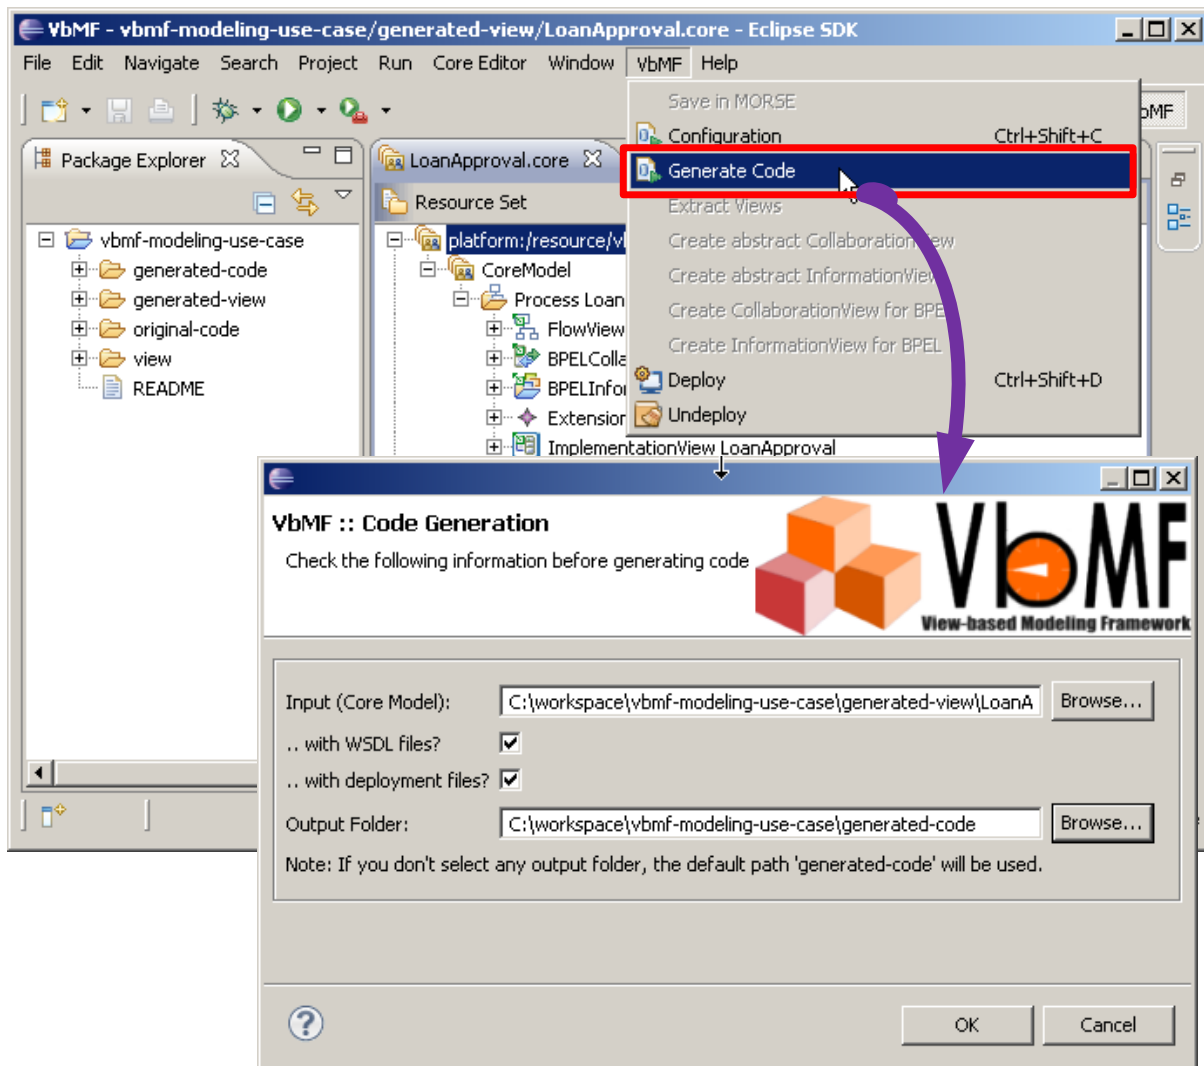 VbMF - vbmf-modeling-use-case/generated-view/LoanApproval.core - Eclipse SDK
File Edit Navigate Search Project Run Core Editor Window VbMF Help
Save in MORSE
Configuration Ctrl+Shift+C
Generate Code
Extract Views
Create abstract CollaborationView
Create abstract InformationView
Create CollaborationView for BPEL
Create InformationView for BPEL
Deploy Ctrl+Shift+D
Undeploy
Package Explorer
vbmf-modeling-use-case
generated-code
generated-view
original-code
view
README
LoanApproval.core
Resource Set
platform:/resource/v
CoreModel
Process Loan
FlowView
BPELColla
BPELInfor
Extension
ImplementationView LoanApproval
VbMF :: Code Generation
Check the following information before generating code
VbMF
View-based Modeling Framework
Input (Core Model): C:\workspace\vbmf-modeling-use-case\generated-view\LoanA Browse...
.. with WSDL files?
.. with deployment files?
Output Folder: C:\workspace\vbmf-modeling-use-case\generated-code Browse...
Note: If you don't select any output folder, the default path 'generated-code' will be used.
OK Cancel